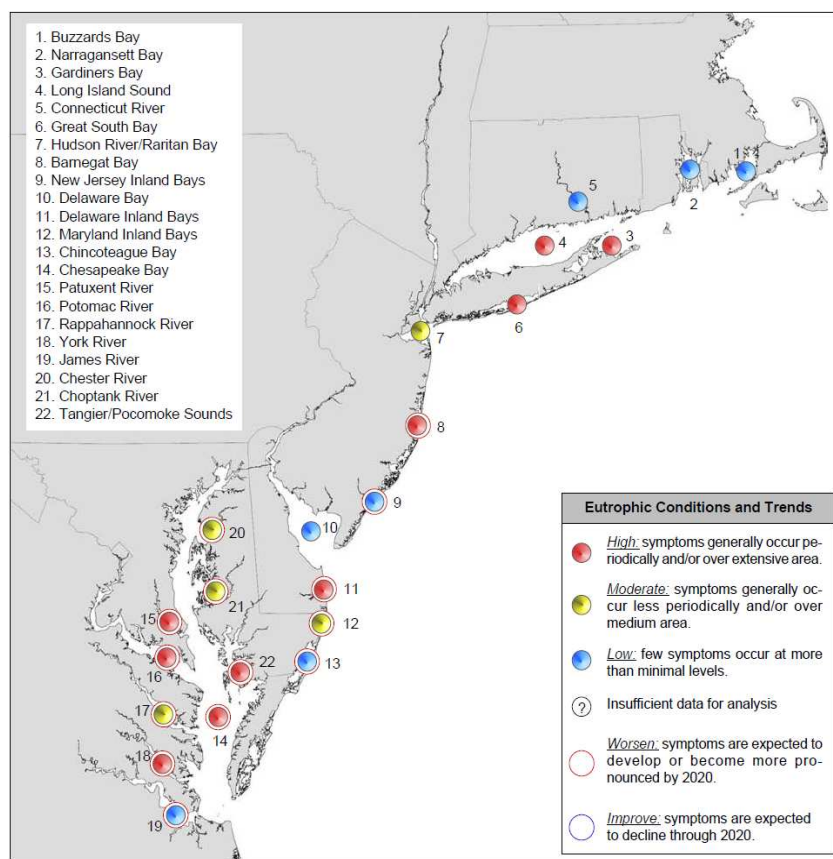 1. Buzzards Bay
2. Narragansett Bay
3. Gardiners Bay
4. Long Island Sound
5. Connecticut River
6. Great South Bay
7. Hudson River/Raritan Bay
8. Barnegat Bay
9. New Jersey Inland Bays
10. Delaware Bay
11. Delaware Inland Bays
12. Maryland Inland Bays
13. Chincoteague Bay
14. Chesapeake Bay
15. Patuxent River
16. Potomac River
17. Rappahannock River
18. York River
19. James River
20. Chester River
21. Choptank River
22. Tangier/Pocomoke Sounds
1
2
5
4
3
6
7
8
9
10
20
11
21
12
15
13
16
22
17
14
18
19
Eutrophic Conditions and Trends
High: symptoms generally occur pe-
riodically and/or over extensive area.
Moderate: symptoms generally oc-
cur less periodically and/or over
medium area.
Low: few symptoms occur at more
than minimal levels.
? Insufficient data for analysis
Worsen: symptoms are expected to
develop or become more pro-
nounced by 2020.
Improve: symptoms are expected
to decline through 2020.